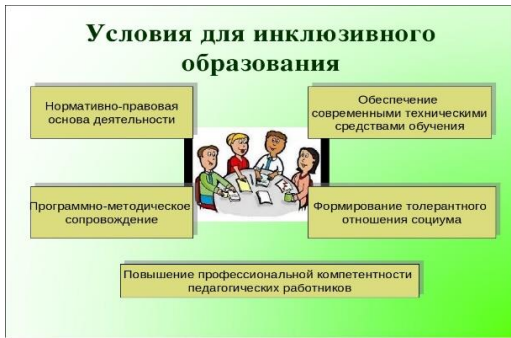 Условия для инклюзивного
образования
Нормативно-правовая
основа деятельности
Обеспечение
современными техническими
средствами обучения
Программно-методическое
сопровождение
Формирование толерантного
отношения социума
Повышение профессиональной компетентности
педагогических работников